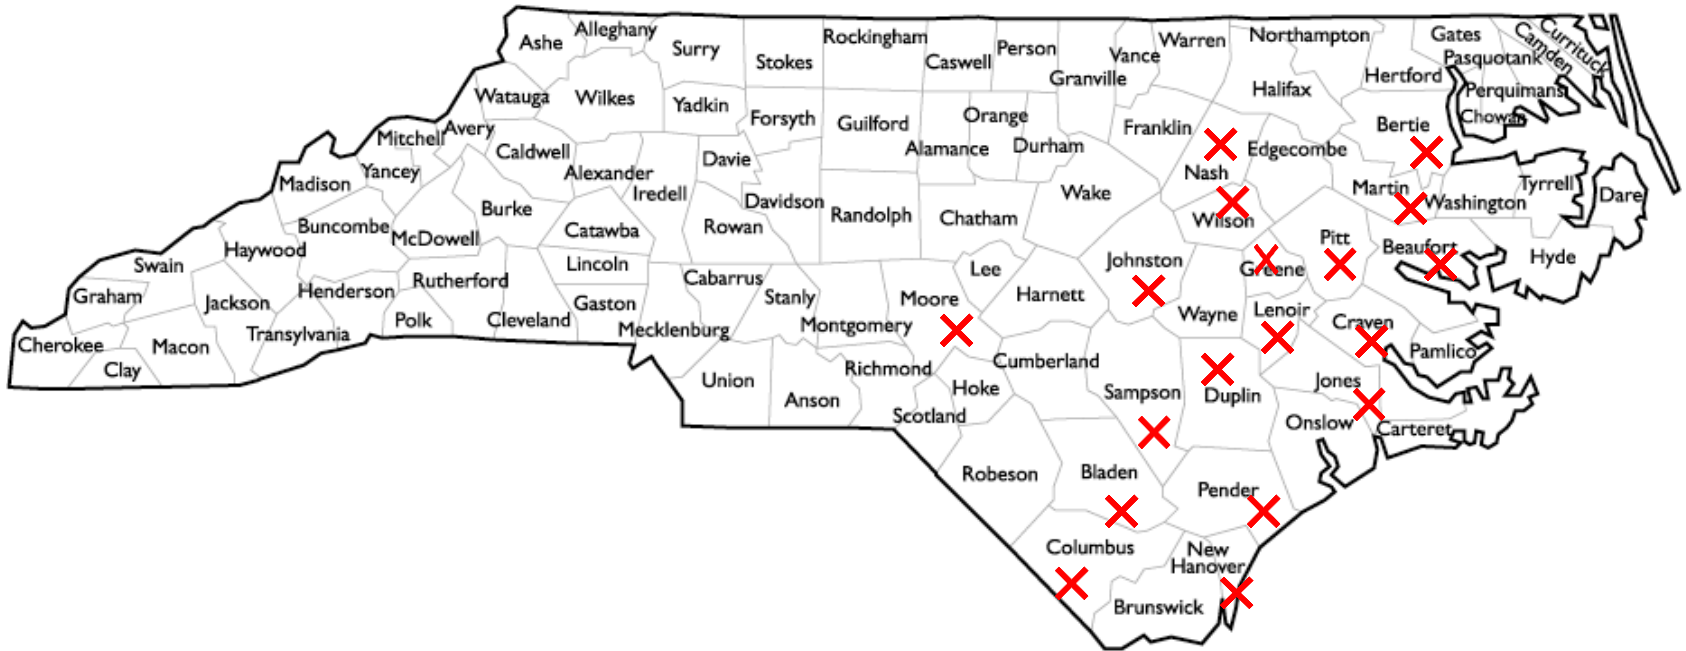 Ashe
Alleghany
Surry
Stokes
Rockingham
Caswell
Person
Granville
Vance
Warren
Northampton
Gates
Currituck
Camden
Pasquotank
Hertford
Halifax
Perquimans
Chowan
Watauga
Wilkes
Yadkin
Forsyth
Guilford
Alamance
Orange
Durham
Franklin
Nash
Edgecombe
Bertie
Mitchell
Avery
Caldwell
Alexander
Iredell
Davie
Davidson
Randolph
Chatham
Wake
Wilson
Martin
Washington
Tyrrell
Dare
Madison
Yancey
Burke
Catawba
Rowan
Buncombe
McDowell
Haywood
Swain
Graham
Jackson
Henderson
Rutherford
Lincoln
Gaston
Cabarrus
Stanly
Lee
Moore
Harnett
Johnston
Greene
Pitt
Beaufort
Hyde
Cherokee
Clay
Macon
Transylvania
Polk
Cleveland
Mecklenburg
Montgomery
Wayne
Lenoir
Craven
Pamlico
Union
Anson
Richmond
Cumberland
Hoke
Scotland
Sampson
Duplin
Jones
Onslow
Carteret
Robeson
Bladen
Pender
Columbus
New
Hanover
Brunswick